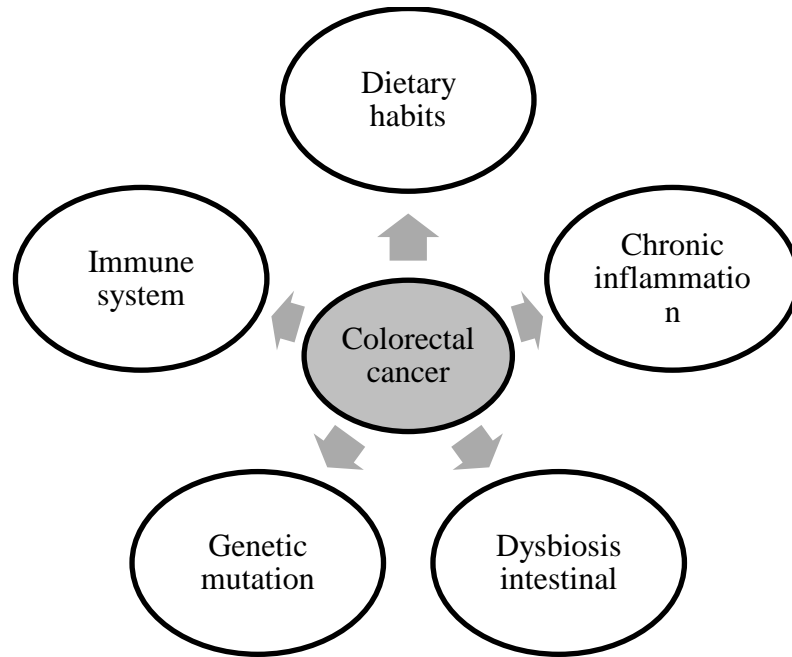 Dietary
habits
Immune
system
Chronic
inflammatio
n
Colorectal
cancer
Genetic
mutation
Dysbiosis
intestinal